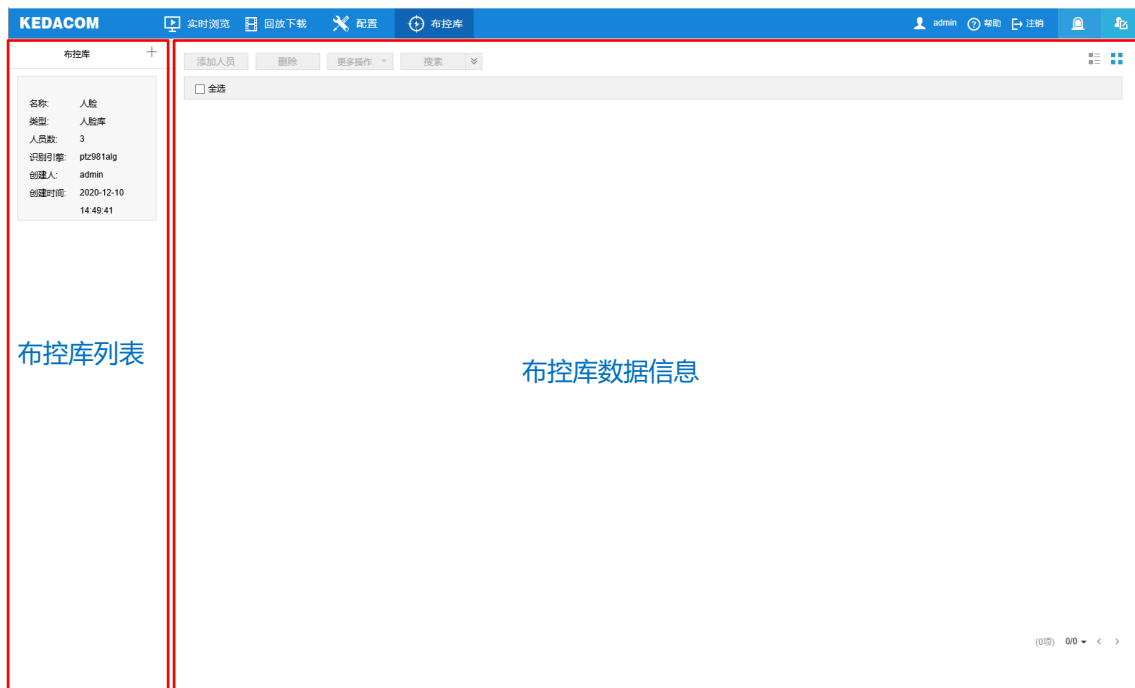 KEDACOM 实时浏览 回放下载 配置 布控库 admin 帮助 注销
布控库
添加人员 删除 更多操作 搜索
全选
名称: 人脸
类型: 人脸库
人员数: 3
识别引擎: ptz981alg
创建人: admin
创建时间: 2020-12-10
14:49:41
布控库列表
布控库数据信息
(0项) 0/0